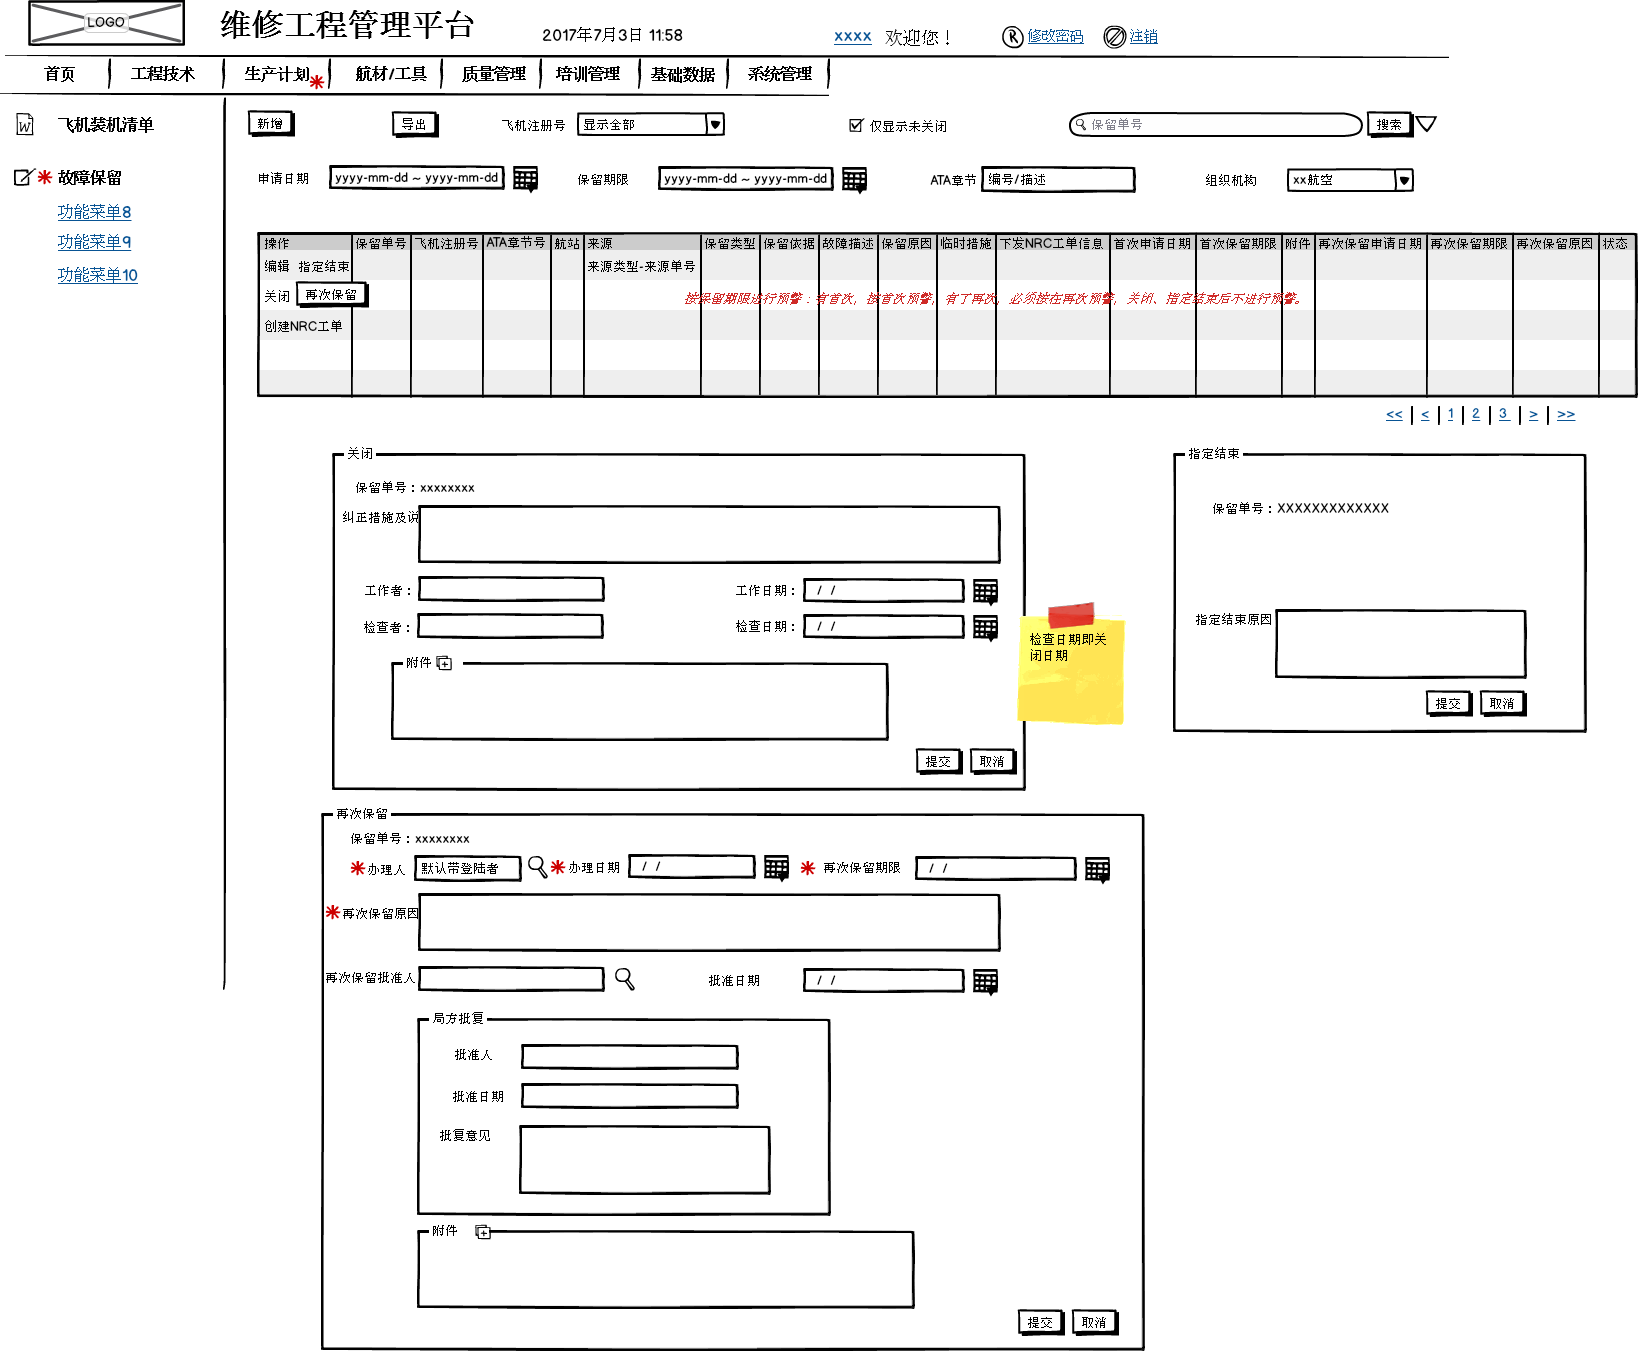 LOGO 维修工程管理平台 2017年7月3日 11:58 xxxx 欢迎您！ 修改密码 注销
首页 工程技术 生产计划 航材/工具 质量管理 培训管理 基础数据 系统管理
飞机装机清单
故障保留
功能菜单8
功能菜单9
功能菜单10
新增 导出 飞机注册号 显示全部 仅显示未关闭 保留单号 搜索
申请日期 yyyy-mm-dd ~ yyyy-mm-dd 保留期限 yyyy-mm-dd ~ yyyy-mm-dd ATA章节 编号/描述 组织机构 xx航空
操作 保留单号 飞机注册号 ATA章节号 航站 来源 保留类型 保留依据 故障描述 保留原因 临时措施 下发NRC工单信息 首次申请日期 首次保留期限 附件 再次保留申请日期 再次保留期限 再次保留原因 状态
编辑 指定结束 来源类型-来源单号
关闭 再次保留 按保留期限进行预警：有首次，按首次预警，有了再次，必须按在再次预警，关闭、指定结束后不进行预警。
创建NRC工单
<< < 1 2 3 > >>
关闭
保留单号：xxxxxxxx
纠正措施及说
工作者： 工作日期： / /
检查者： 检查日期： / /
附件
提交 取消
检查日期即关
闭日期
指定结束
保留单号：XXXXXXXXXXXXX
指定结束原因
提交 取消
再次保留
保留单号：xxxxxxxx
办理人 默认带登陆者 办理日期 / / 再次保留期限 / /
再次保留原因
再次保留批准人 批准日期 / /
局方批复
批准人
批准日期
批复意见
附件
提交 取消